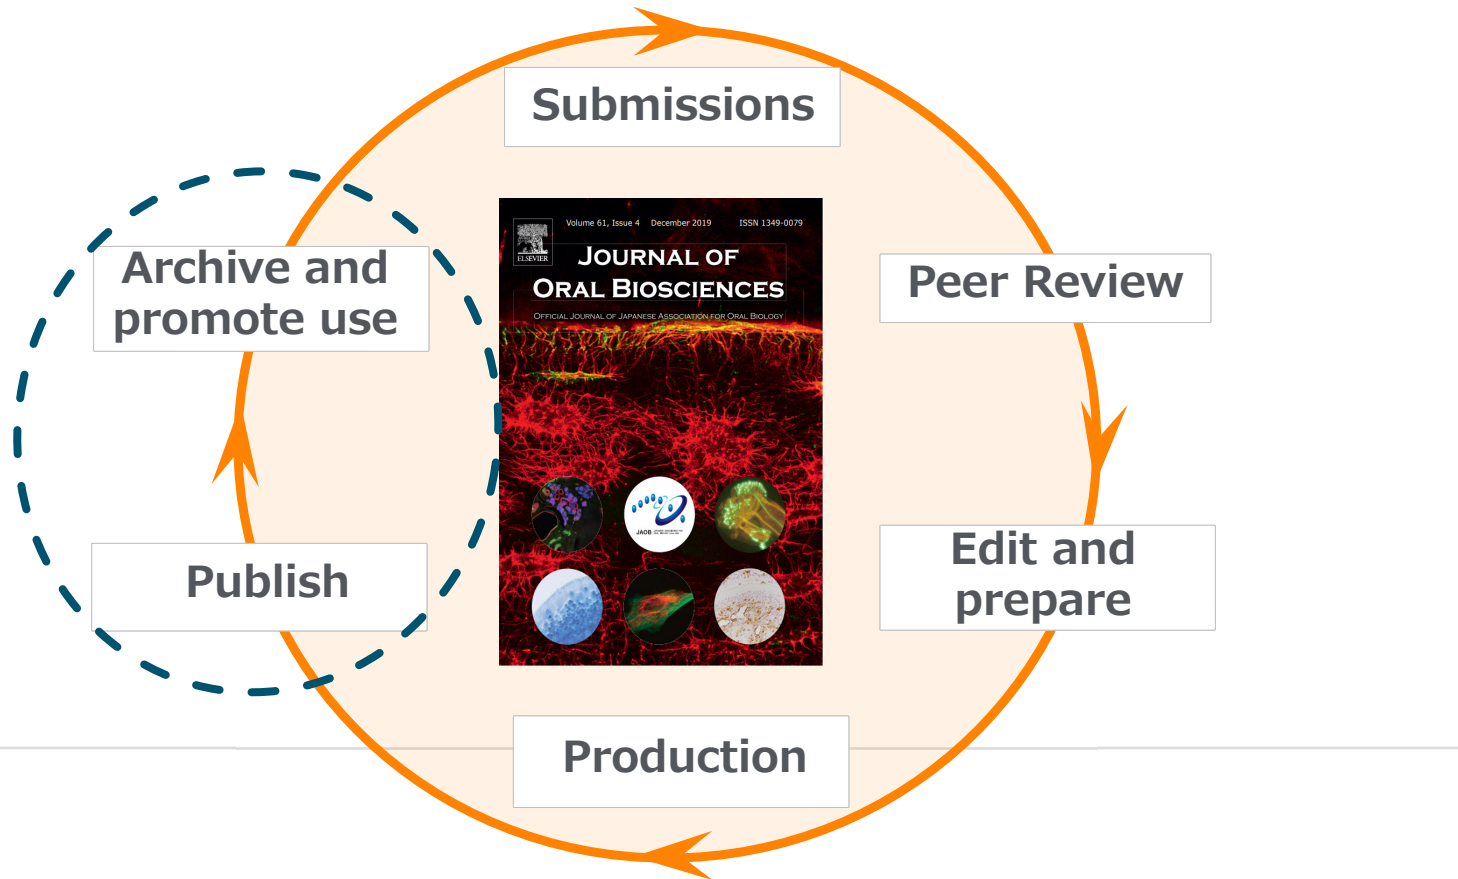 Submissions
Archive and
promote use
Peer Review
Volume 61, Issue 4 December 2019 ISSN 1349-0079
ELSEVIER
JOURNAL OF
ORAL BIOSCIENCES
OFFICIAL JOURNAL OF JAPANESE ASSOCIATION FOR ORAL BIOLOGY
JAOB
Publish
Edit and
prepare
Production